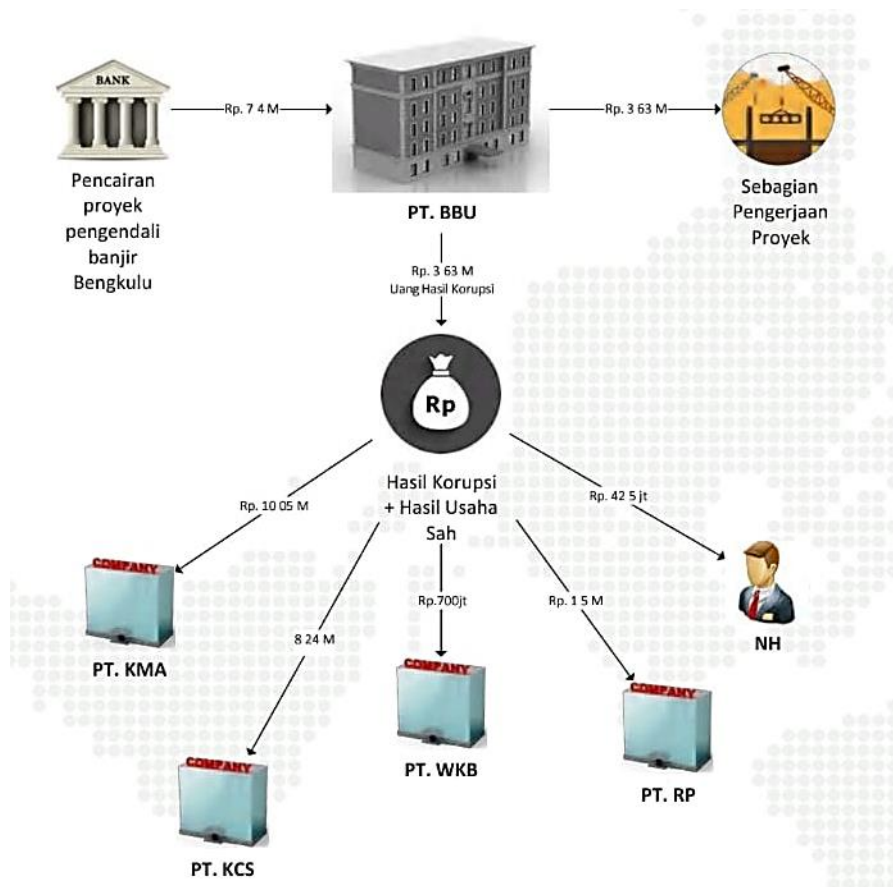 BANK
Rp. 7 4 M
Rp. 3 63 M
Pencairan
proyek
pengendali
banjir
Bengkulu
PT. BBU
Sebagian
Pengerjaan
Proyek
Rp. 3 63 M
Uang Hasil Korupsi
Rp
Hasil Korupsi
+ Hasil Usaha
Sah
Rp. 10 05 M
8 24 M
Rp.700jt
Rp. 1 5 M
Rp. 42 5 jt
COMPANY
PT. KMA
COMPANY
PT. KCS
COMPANY
PT. WKB
COMPANY
PT. RP
NH